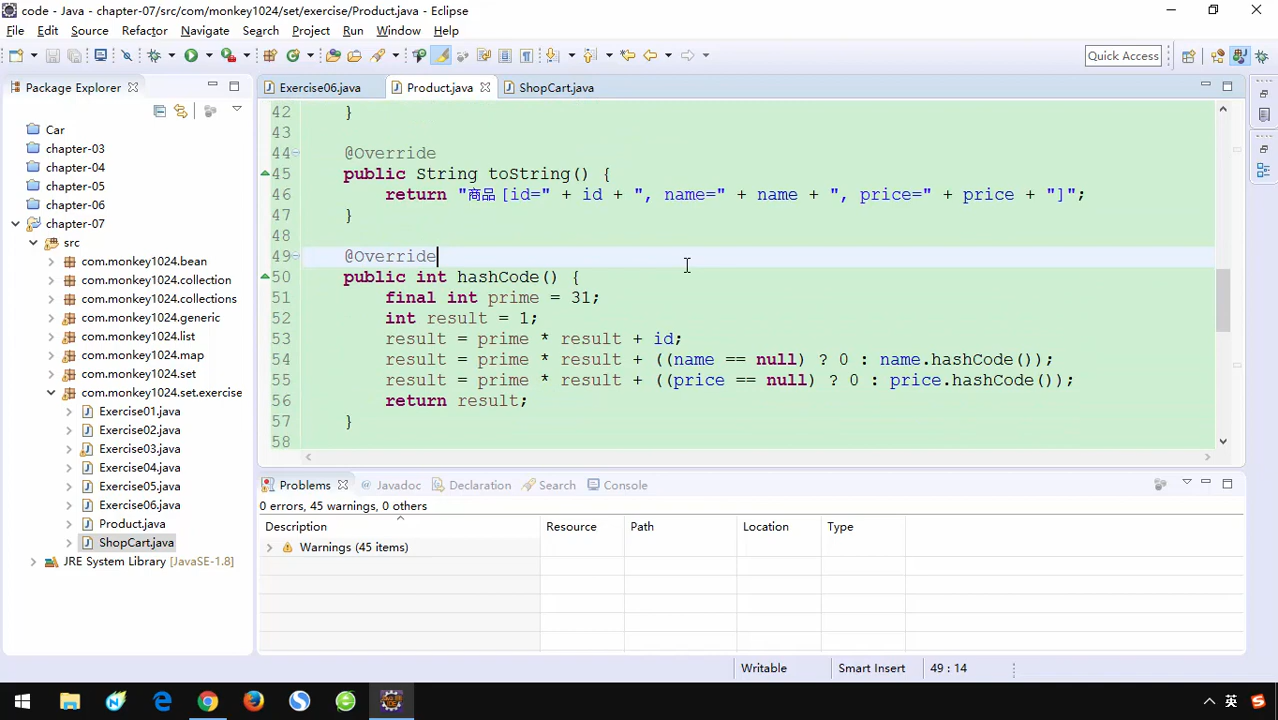 code - Java - chapter-07/src/com/monkey1024/set/exercise/Product.java - Eclipse
File Edit Source Refactor Navigate Search Project Run Window Help
Quick Access
Package Explorer
Exercise06.java Product.java ShopCart.java
Car
chapter-03
chapter-04
chapter-05
chapter-06
chapter-07
src
com.monkey1024.bean
com.monkey1024.collection
com.monkey1024.collections
com.monkey1024.generic
com.monkey1024.list
com.monkey1024.map
com.monkey1024.set
com.monkey1024.set.exercise
Exercise01.java
Exercise02.java
Exercise03.java
Exercise04.java
Exercise05.java
Exercise06.java
Product.java
ShopCart.java
JRE System Library [JavaSE-1.8]
42 }
43
44 @Override
45 public String toString() {
46 return "商品 [id=" + id + ", name=" + name + ", price=" + price + "]";
47 }
48
49 @Override
50 public int hashCode() {
51 final int prime = 31;
52 int result = 1;
53 result = prime * result + id;
54 result = prime * result + ((name == null) ? 0 : name.hashCode());
55 result = prime * result + ((price == null) ? 0 : price.hashCode());
56 return result;
57 }
58
Problems Javadoc Declaration Search Console
0 errors, 45 warnings, 0 others
Description Resource Path Location Type
Warnings (45 items)
Writable Smart Insert 49 : 14
英